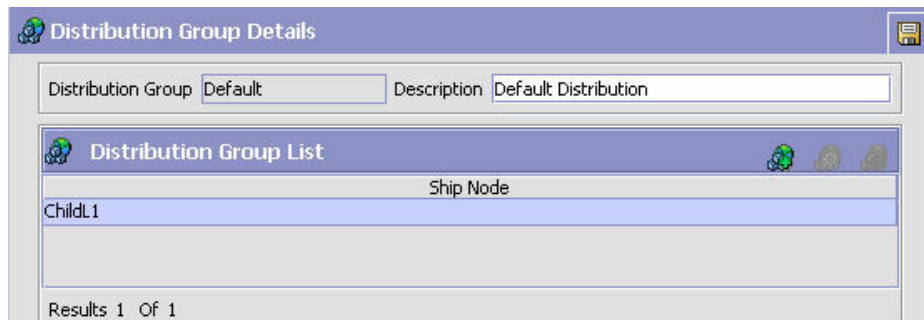 Distribution Group Details
Distribution Group Default Description Default Distribution
Distribution Group List
Ship Node
ChildL1
Results 1 Of 1